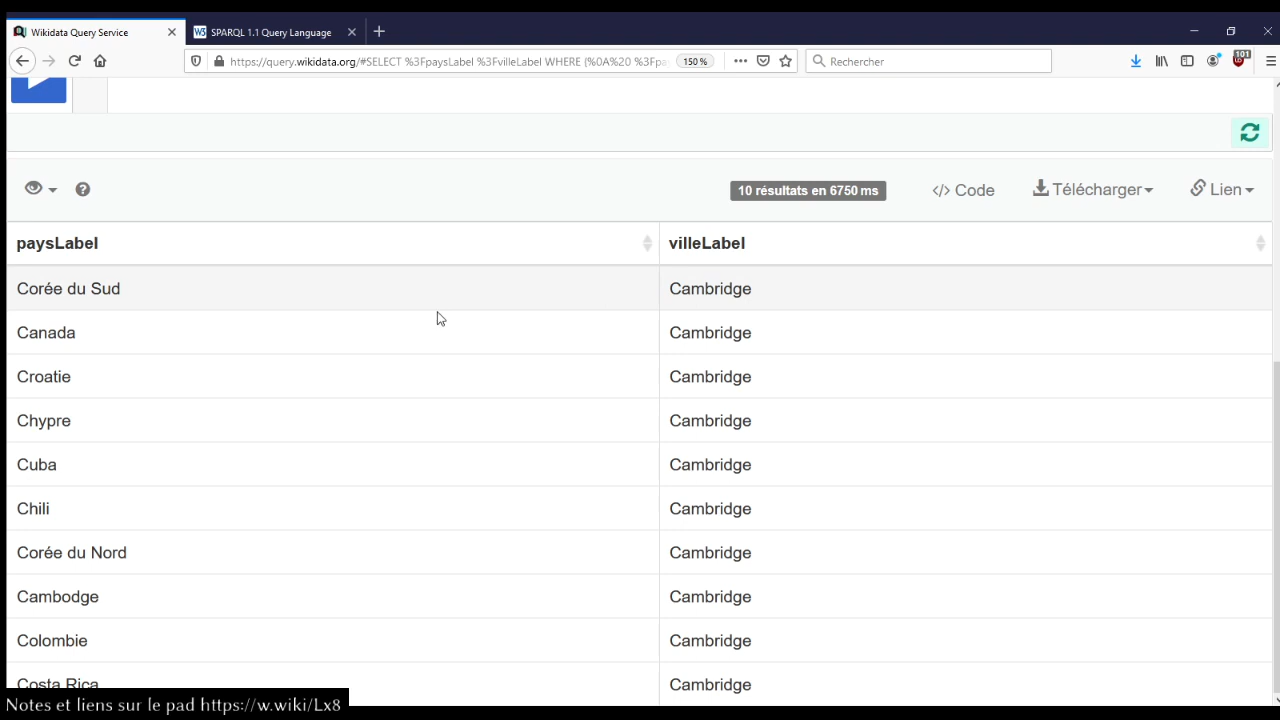 Wikidata Query Service
SPARQL 1.1 Query Language
https://query.wikidata.org/#SELECT %3FpaysLabel %3FvilleLabel WHERE {%0A%20 %3Fpa
150 %
Rechercher
101
10 résultats en 6750 ms
</> Code
Télécharger
Lien
paysLabel villeLabel
Corée du Sud Cambridge
Canada Cambridge
Croatie Cambridge
Chypre Cambridge
Cuba Cambridge
Chili Cambridge
Corée du Nord Cambridge
Cambodge Cambridge
Colombie Cambridge
Costa Rica Cambridge
Notes et liens sur le pad https://w.wiki/Lx8